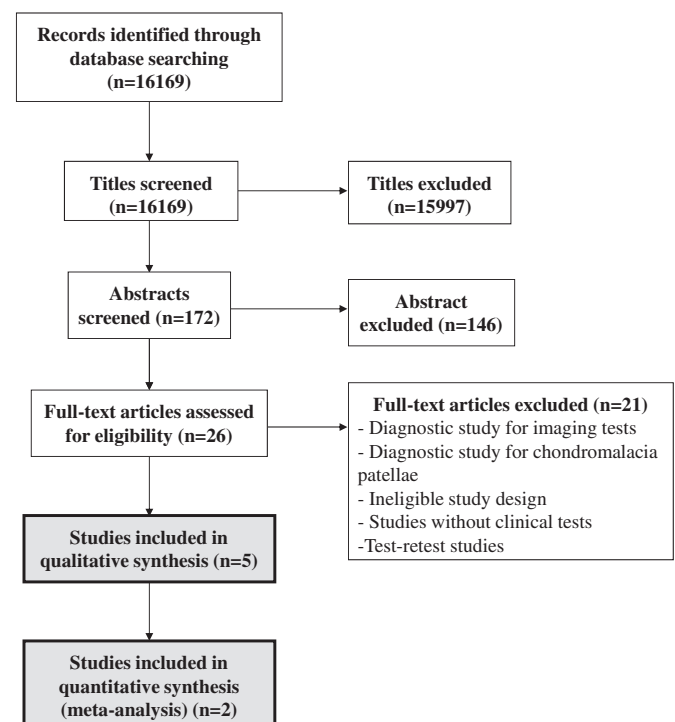 Records identified through
database searching
(n=16169)
Titles screened
(n=16169)
Titles excluded
(n=15997)
Abstracts
screened (n=172)
Abstract
excluded (n=146)
Full-text articles assessed
for eligibility (n=26)
Full-text articles excluded (n=21)
- Diagnostic study for imaging tests
- Diagnostic study for chondromalacia
patellae
- Ineligible study design
- Studies without clinical tests
-Test-retest studies
Studies included in
qualitative synthesis (n=5)
Studies included in
quantitative synthesis
(meta-analysis) (n=2)